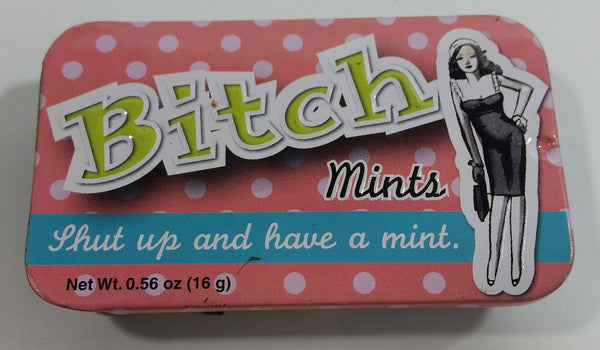 Bitch
Mints
Shut up and have a mint.
Net Wt. 0.56 oz (16 g)